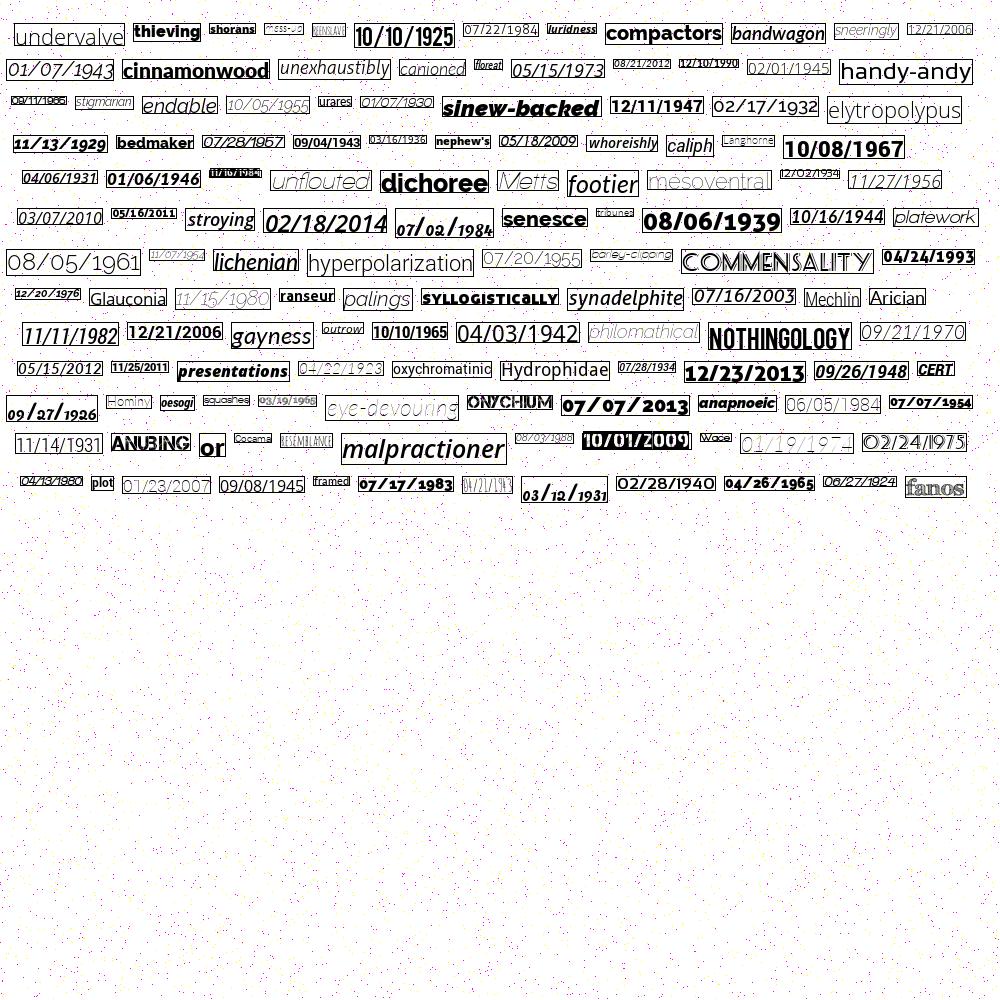 undervalve thieving shorans mess-up REENSLAVE 10/10/1925 07/22/1984 luridness compactors bandwagon sneeringly 12/21/2006
01/07/1943 cinnamonwood unexhaustibly canioned floreat 05/15/1973 08/21/2012 12/10/1990 02/01/1945 handy-andy
09/11/1965 stigmarian endable 10/05/1955 urares 01/07/1930 sinew-backed 12/11/1947 02/17/1932 elytropolypus
11/13/1929 bedmaker 07/28/1957 09/04/1943 03/16/1936 nephew's 05/18/2009 whoreishly caliph Langhorne 10/08/1967
04/06/1931 01/06/1946 11/16/1984 unflouted dichoree Metts footier mesoventral 12/02/1934 11/27/1956
03/07/2010 05/16/2011 stroying 02/18/2014 07/02/1984 senesce tribunes 08/06/1939 10/16/1944 platework
08/05/1961 11/07/1954 lichenian hyperpolarization 07/20/1955 parley-clipping COMMENSALITY 04/24/1993
12/20/1976 Glauconia 11/15/1980 ranseur palings SYLLOGISTICALLY synadelphite 07/16/2003 Mechlin Arician
11/11/1982 12/21/2006 gayness outrow 10/10/1965 04/03/1942 philomathical NOTHINGOLOGY 09/21/1970
05/15/2012 11/25/2011 presentations 04/22/1923 oxychromatinic Hydrophidae 07/28/1934 12/23/2013 09/26/1948 CERT
09/27/1926 Hominy oesogi squashes 03/19/1965 eye-devouring ONYCHIUM 07/07/2013 anapnoeic 06/05/1984 07/07/1954
11/14/1931 ANUBING or Cocama RESEMBLANCE malpractioner 08/03/1988 10/01/2009 Wace 01/19/1974 02/24/1975
04/13/1980 plot 01/23/2007 09/08/1945 framed 07/17/1983 04/21/1943 03/12/1931 02/28/1940 04/26/1965 06/27/1924 fanos